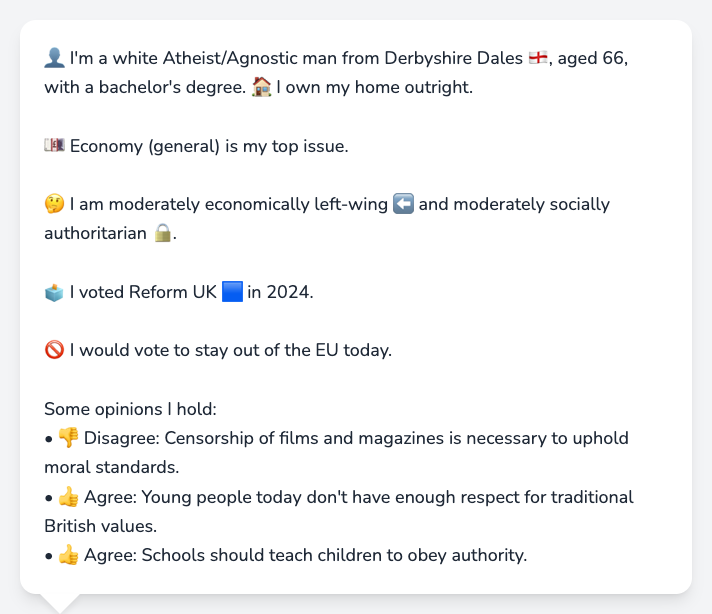 👤 I'm a white Atheist/Agnostic man from Derbyshire Dales 🏴󠁧󠁢󠁥󠁮󠁧󠁿, aged 66,
with a bachelor's degree. 🏠 I own my home outright.
💷 Economy (general) is my top issue.
🤔 I am moderately economically left-wing ⬅️ and moderately socially
authoritarian 🔒.
🗳️ I voted Reform UK 🟦 in 2024.
🚫 I would vote to stay out of the EU today.
Some opinions I hold:
• 👎 Disagree: Censorship of films and magazines is necessary to uphold
moral standards.
• 👍 Agree: Young people today don't have enough respect for traditional
British values.
• 👍 Agree: Schools should teach children to obey authority.